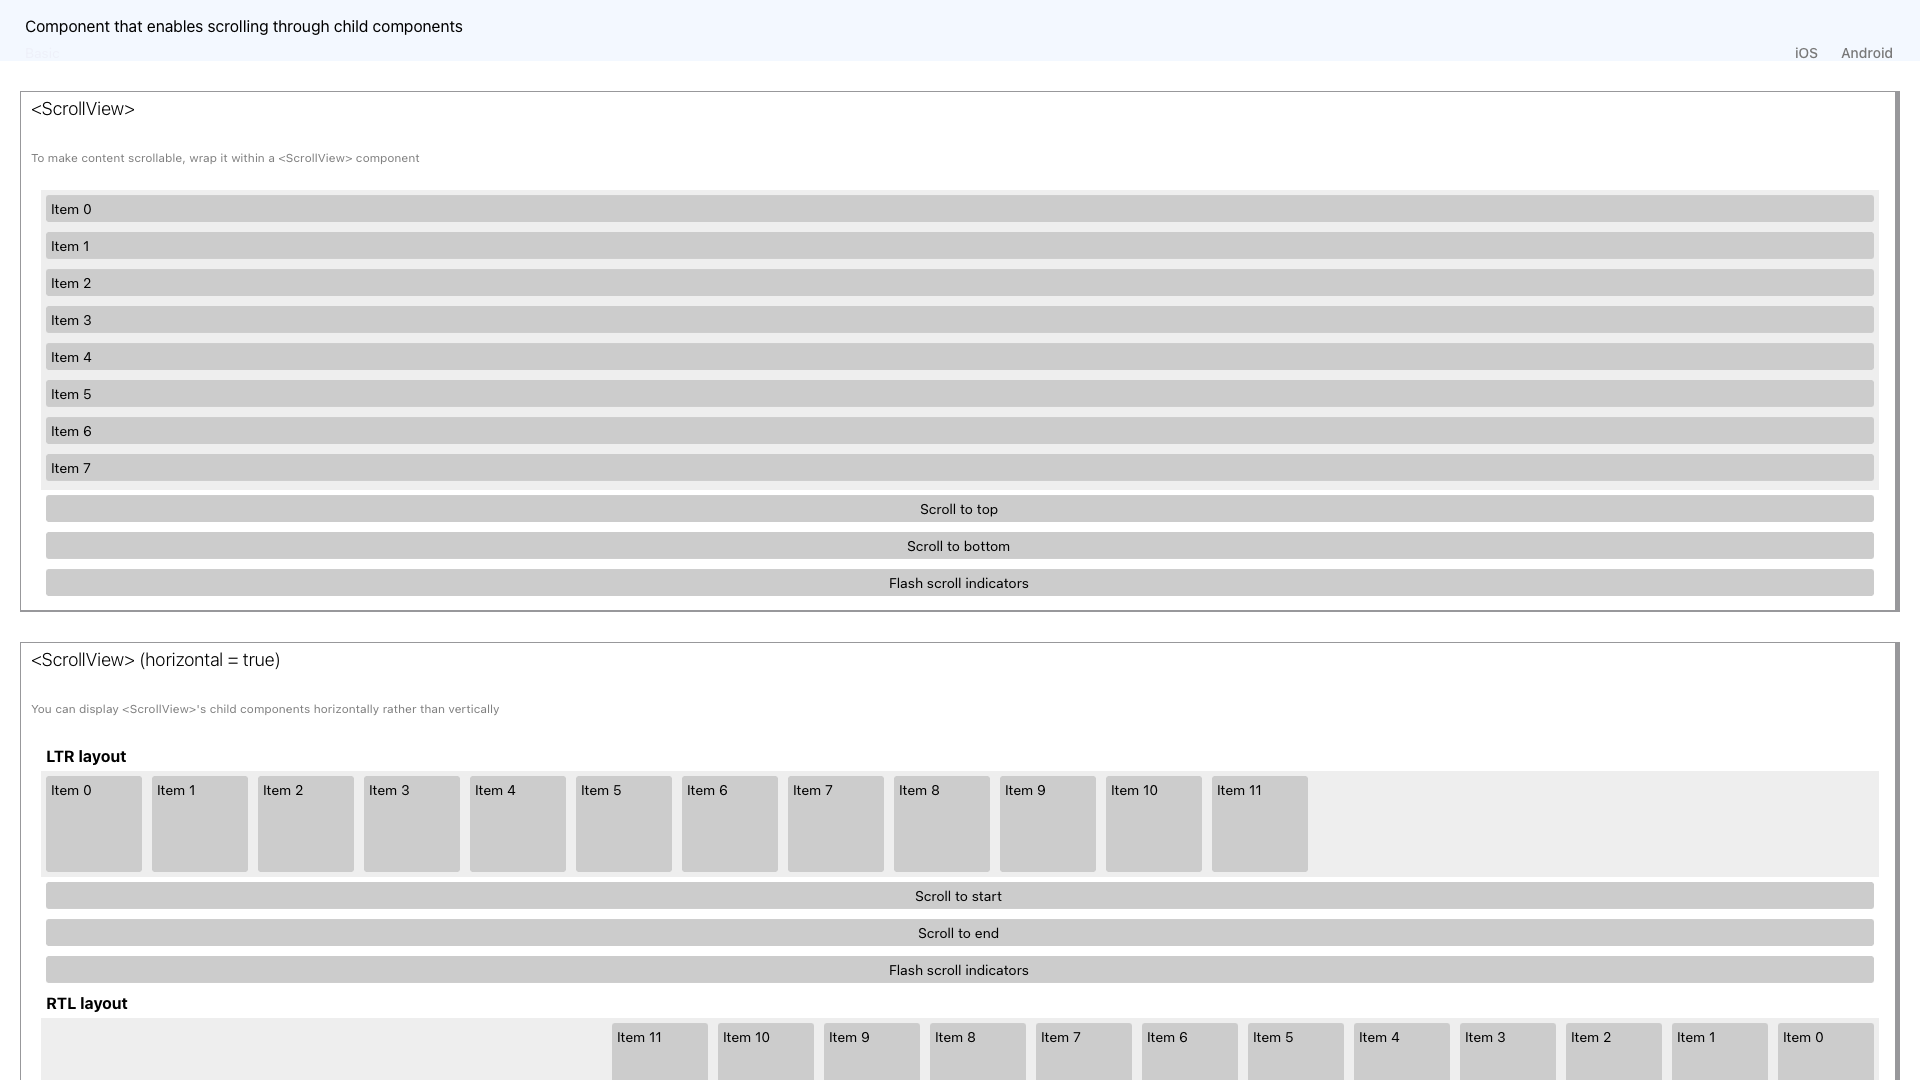 Component that enables scrolling through child components
Basic
iOS Android
<ScrollView>
To make content scrollable, wrap it within a <ScrollView> component
Item 0
Item 1
Item 2
Item 3
Item 4
Item 5
Item 6
Item 7
Scroll to top
Scroll to bottom
Flash scroll indicators
<ScrollView> (horizontal = true)
You can display <ScrollView>'s child components horizontally rather than vertically
LTR layout
Item 0 Item 1 Item 2 Item 3 Item 4 Item 5 Item 6 Item 7 Item 8 Item 9 Item 10 Item 11
Scroll to start
Scroll to end
Flash scroll indicators
RTL layout
Item 11 Item 10 Item 9 Item 8 Item 7 Item 6 Item 5 Item 4 Item 3 Item 2 Item 1 Item 0